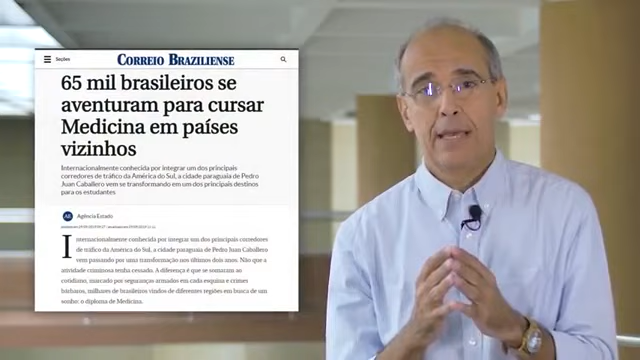 Seções
CORREIO BRAZILIENSE
65 mil brasileiros se
aventuram para cursar
Medicina em países
vizinhos
Internacionalmente conhecida por integrar um dos principais
corredores de tráfico da América do Sul, a cidade paraguaia de Pedro
Juan Caballero vem se transformando em um dos principais destinos
para os estudantes
AE Agência Estado
Internacionalmente conhecida por integrar um dos principais corredores
de tráfico da América do Sul, a cidade paraguaia de Pedro Juan Caballero
vem passando por uma transformação nos últimos dois anos. Não que a
atividade criminosa tenha cessado. A diferença é que se somaram ao
cotidiano, marcado por seguranças armados em cada esquina e crimes
bárbaros, milhares de brasileiros vindos de diferentes regiões em busca de um
sonho: o diploma de Medicina.